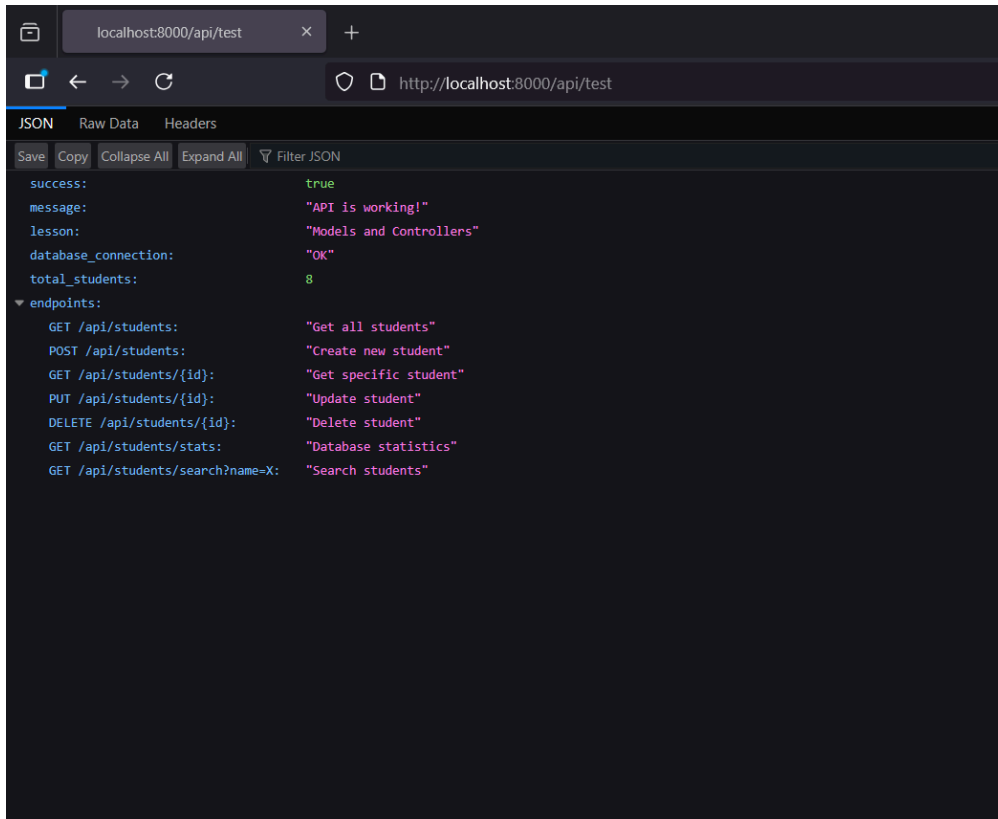 localhost:8000/api/test
http://localhost:8000/api/test
JSON Raw Data Headers
Save Copy Collapse All Expand All Filter JSON
success: true
message: "API is working!"
lesson: "Models and Controllers"
database_connection: "OK"
total_students: 8
endpoints:
GET /api/students: "Get all students"
POST /api/students: "Create new student"
GET /api/students/{id}: "Get specific student"
PUT /api/students/{id}: "Update student"
DELETE /api/students/{id}: "Delete student"
GET /api/students/stats: "Database statistics"
GET /api/students/search?name=X: "Search students"